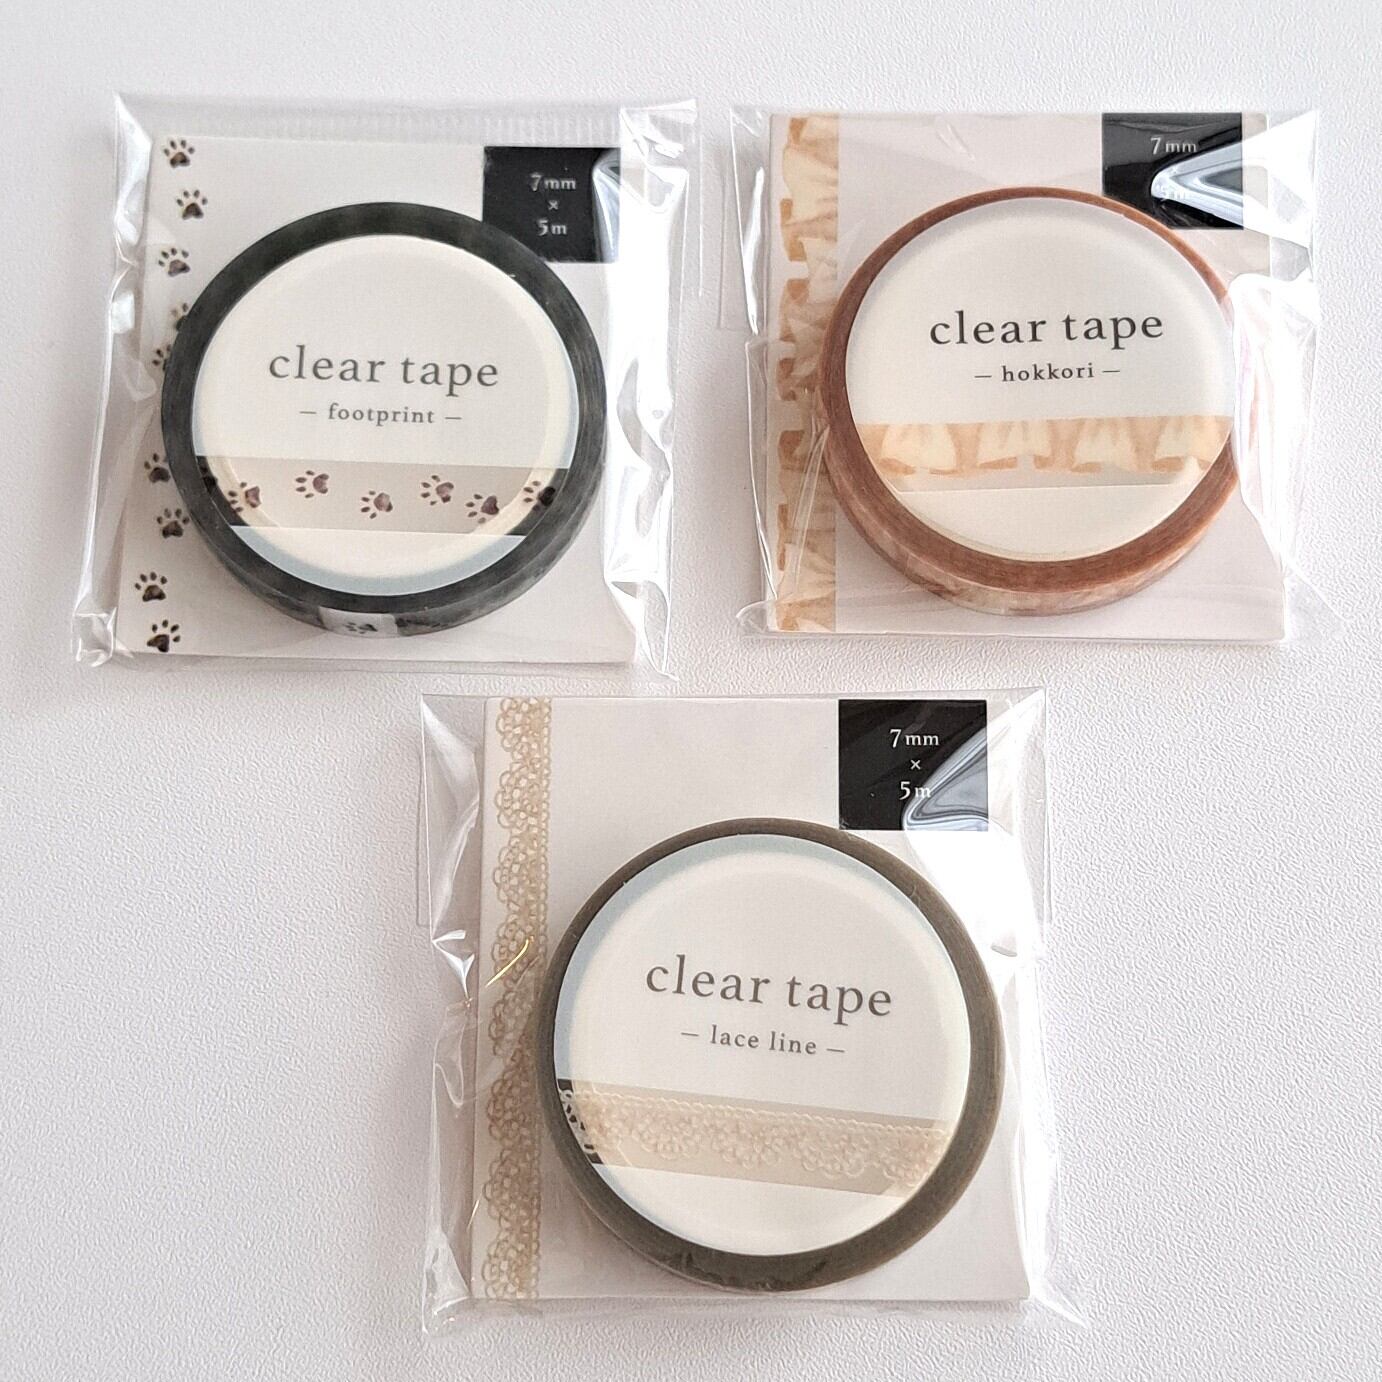 7mm
×
5m
clear tape
– footprint –
7mm
clear tape
– hokkori –
7mm
×
5m
clear tape
– lace line –